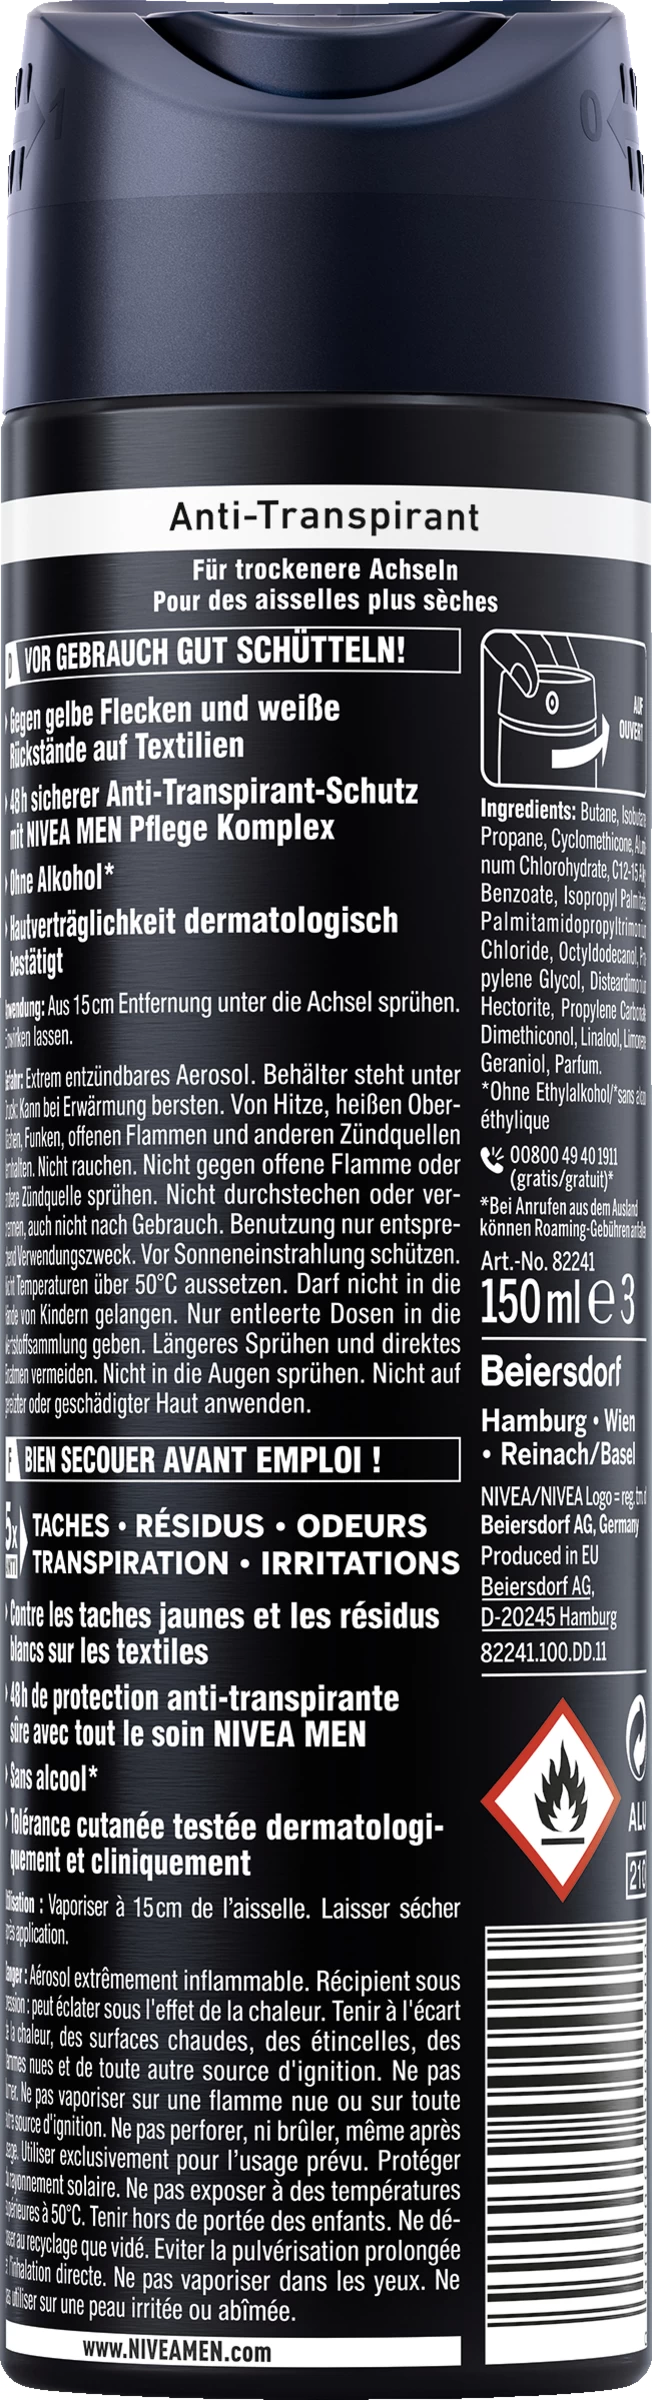 Anti-Transpirant
Für trockenere Achseln
Pour des aisselles plus sèches
D VOR GEBRAUCH GUT SCHÜTTELN!
Gegen gelbe Flecken und weiße
Rückstände auf Textilien
48h sicherer Anti-Transpirant-Schutz
mit NIVEA MEN Pflege Komplex
Ohne Alkohol*
Hautverträglichkeit dermatologisch
bestätigt
Aus 15cm Entfernung unter die Achsel sprühen.
lassen.
Extrem entzündbares Aerosol. Behälter steht unter
Kann bei Erwärmung bersten. Von Hitze, heißen Ober-
Funken, offenen Flammen und anderen Zündquellen
Nicht rauchen. Nicht gegen offene Flamme oder
Zündquelle sprühen. Nicht durchstechen oder ver-
auch nicht nach Gebrauch. Benutzung nur entspre-
Verwendungszweck. Vor Sonneneinstrahlung schützen.
Temperaturen über 50°C aussetzen. Darf nicht in die
von Kindern gelangen. Nur entleerte Dosen in die
geben. Längeres Sprühen und direktes
vermeiden. Nicht in die Augen sprühen. Nicht auf
oder geschädigter Haut anwenden.
F BIEN SECOUER AVANT EMPLOI !
5x TACHES • RÉSIDUS • ODEURS
TRANSPIRATION • IRRITATIONS
Contre les taches jaunes et les résidus
blancs sur les textiles
48h de protection anti-transpirante
sûre avec tout le soin NIVEA MEN
Sans alcool*
Tolérance cutanée testée dermatologi-
quement et cliniquement
Vaporiser à 15cm de l'aisselle. Laisser sécher
application.
Aérosol extrêmement inflammable. Récipient sous
peut éclater sous l'effet de la chaleur. Tenir à l'écart
la chaleur, des surfaces chaudes, des étincelles, des
nues et de toute autre source d'ignition. Ne pas
Ne pas vaporiser sur une flamme nue ou sur toute
source d'ignition. Ne pas perforer, ni brûler, même après
Utiliser exclusivement pour l'usage prévu. Protéger
rayonnement solaire. Ne pas exposer à des températures
à 50°C. Tenir hors de portée des enfants. Ne dé-
au recyclage que vidé. Eviter la pulvérisation prolongée
l'inhalation directe. Ne pas vaporiser dans les yeux. Ne
utiliser sur une peau irritée ou abîmée.
www.NIVEAMEN.com
AUF
OUVERT
Ingredients: Butane,
Propane, Cyclomethicone,
num Chlorohydrate, C12-15
Benzoate, Isopropyl
Chloride, Octyldodecanol,
pylene Glycol,
Hectorite, Propylene
Dimethiconol, Linalool,
Geraniol, Parfum.
*Ohne Ethylalkohol/*sans
éthylique
00800 49 40 1911
(gratis/gratuit)*
*Bei Anrufen aus dem Ausland
können Roaming-Gebühren
Art.-No. 82241
150 ml e 3
Beiersdorf
Hamburg • Wien
• Reinach/Basel
NIVEA/NIVEA Logo = reg.
Beiersdorf AG, Germany
Produced in EU
Beiersdorf AG,
D-20245 Hamburg
82241.100.DD.11
ALU